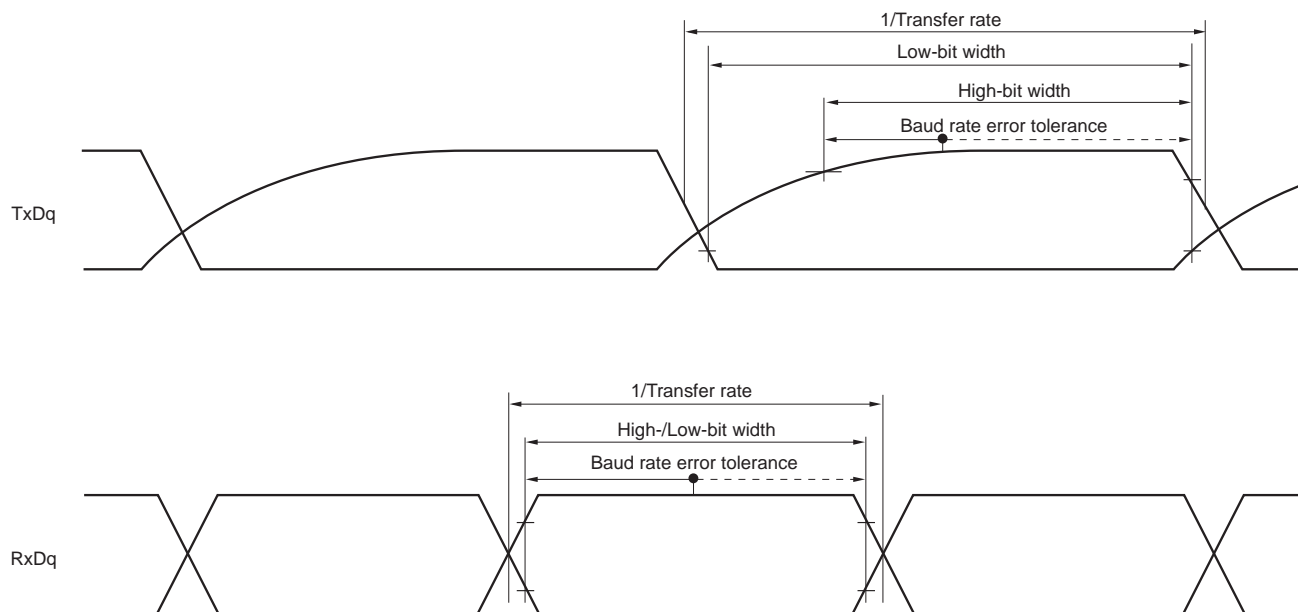 1/Transfer rate
Low-bit width
High-bit width
Baud rate error tolerance
TxDq
1/Transfer rate
High-/Low-bit width
Baud rate error tolerance
RxDq